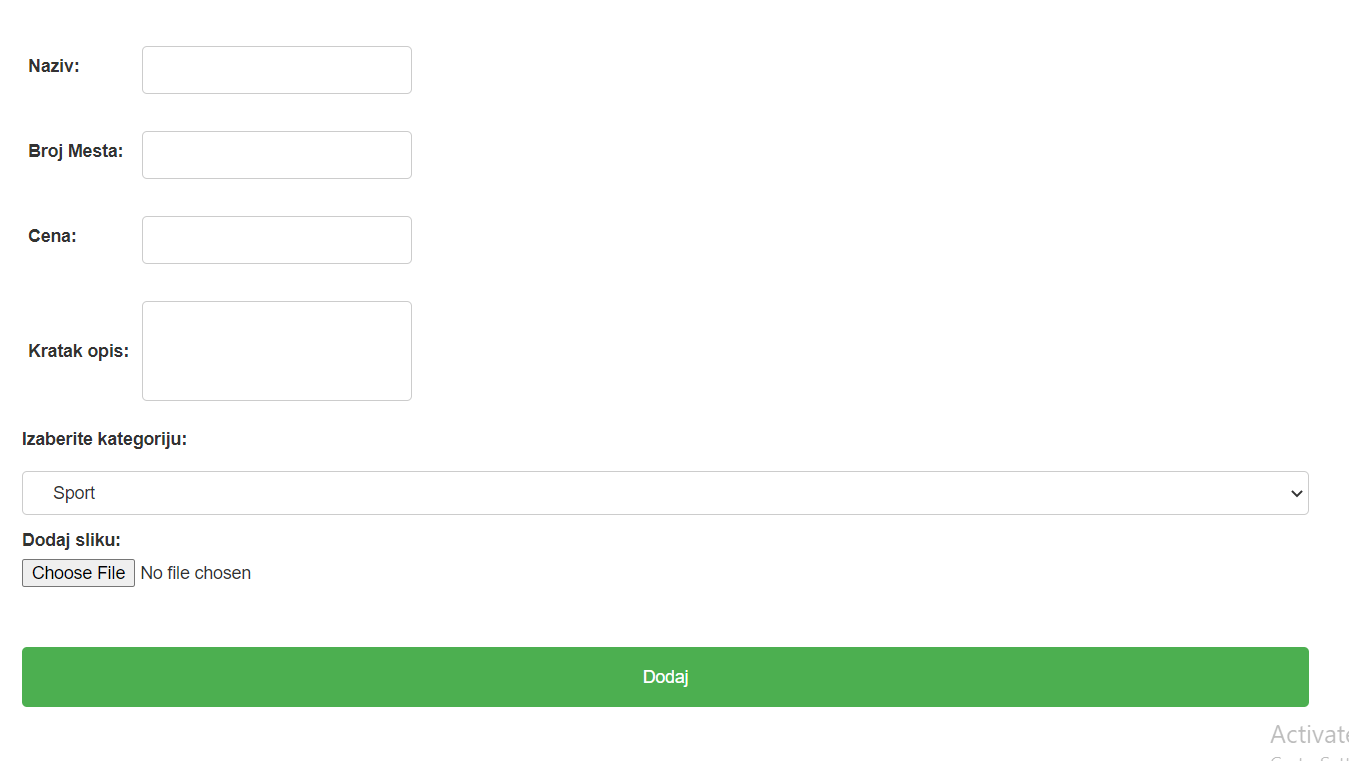 Naziv:
Broj Mesta:
Cena:
Kratak opis:
Izaberite kategoriju:
Sport
Dodaj sliku:
Choose File No file chosen
Dodaj
Activate